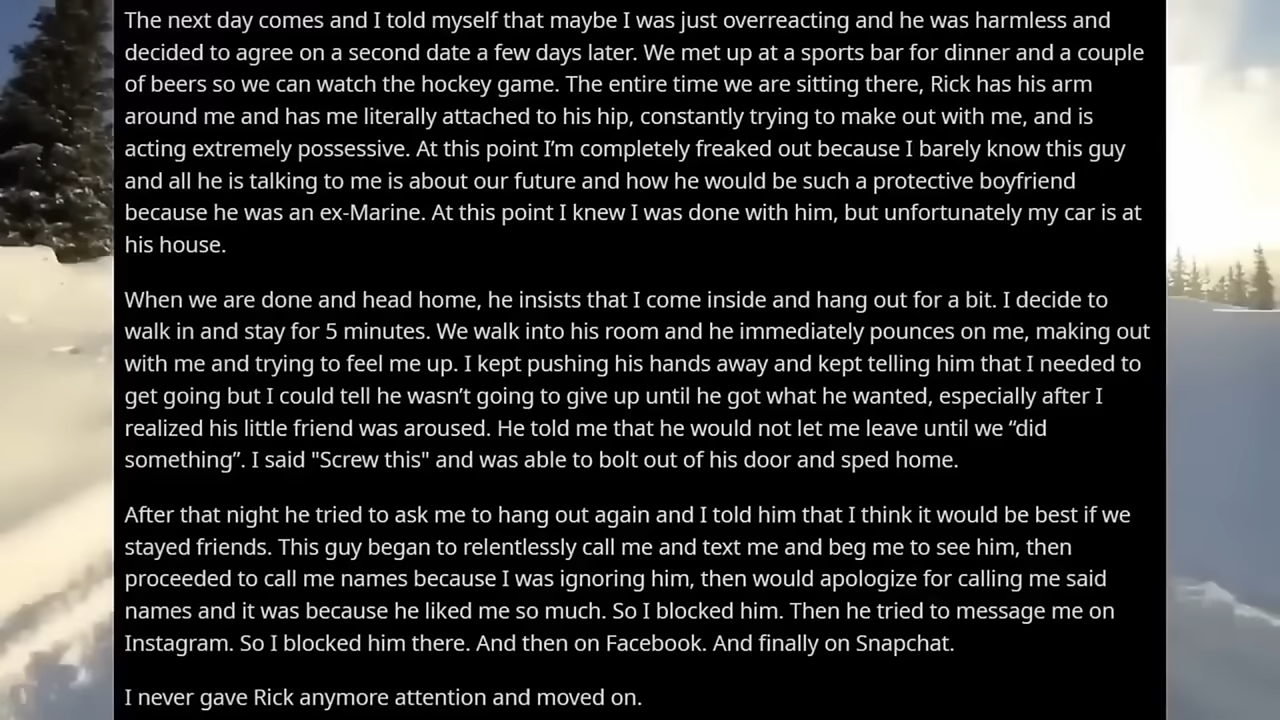 The next day comes and I told myself that maybe I was just overreacting and he was harmless and
decided to agree on a second date a few days later. We met up at a sports bar for dinner and a couple
of beers so we can watch the hockey game. The entire time we are sitting there, Rick has his arm
around me and has me literally attached to his hip, constantly trying to make out with me, and is
acting extremely possessive. At this point I’m completely freaked out because I barely know this guy
and all he is talking to me is about our future and how he would be such a protective boyfriend
because he was an ex-Marine. At this point I knew I was done with him, but unfortunately my car is at
his house.
When we are done and head home, he insists that I come inside and hang out for a bit. I decide to
walk in and stay for 5 minutes. We walk into his room and he immediately pounces on me, making out
with me and trying to feel me up. I kept pushing his hands away and kept telling him that I needed to
get going but I could tell he wasn’t going to give up until he got what he wanted, especially after I
realized his little friend was aroused. He told me that he would not let me leave until we “did
something”. I said "Screw this" and was able to bolt out of his door and sped home.
After that night he tried to ask me to hang out again and I told him that I think it would be best if we
stayed friends. This guy began to relentlessly call me and text me and beg me to see him, then
proceeded to call me names because I was ignoring him, then would apologize for calling me said
names and it was because he liked me so much. So I blocked him. Then he tried to message me on
Instagram. So I blocked him there. And then on Facebook. And finally on Snapchat.
I never gave Rick anymore attention and moved on.